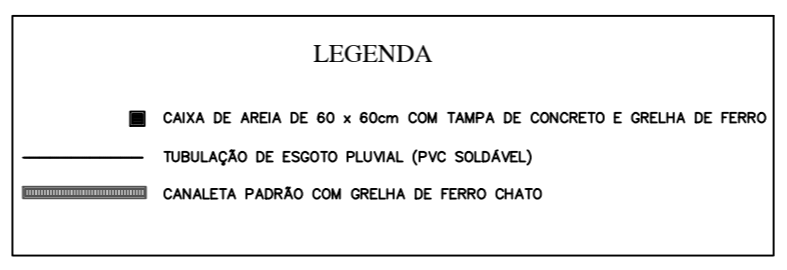 LEGENDA
CAIXA DE AREIA DE 60 x 60cm COM TAMPA DE CONCRETO E GRELHA DE FERRO
TUBULAÇÃO DE ESGOTO PLUVIAL (PVC SOLDÁVEL)
CANALETA PADRÃO COM GRELHA DE FERRO CHATO